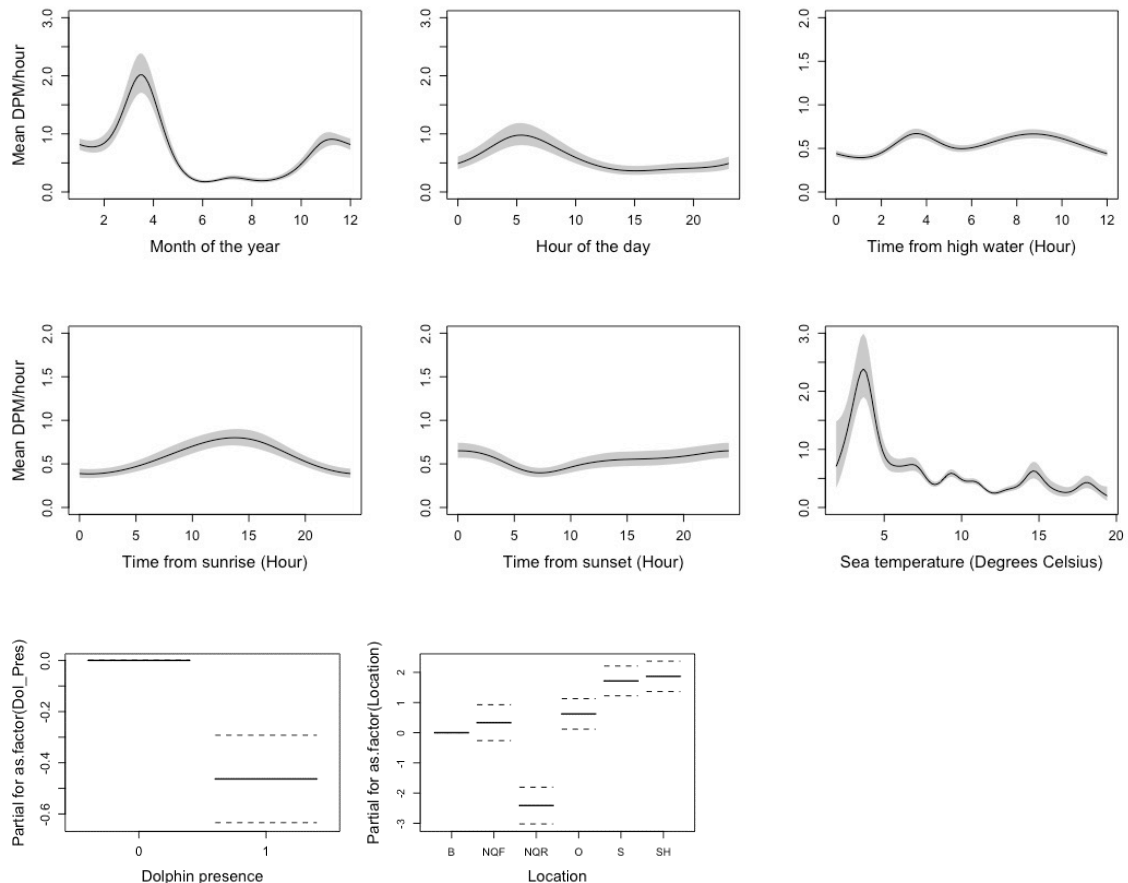 Mean DPM/hour
3.0
2.0
1.0
0.0
2 4 6 8 10 12
Month of the year
3.0
2.0
1.0
0.0
0 5 10 15 20
Hour of the day
2.0
1.5
1.0
0.5
0.0
0 2 4 6 8 10 12
Time from high water (Hour)
Mean DPM/hour
2.0
1.5
1.0
0.5
0.0
0 5 10 15 20
Time from sunrise (Hour)
2.0
1.5
1.0
0.5
0.0
0 5 10 15 20
Time from sunset (Hour)
3.0
2.0
1.0
0.0
5 10 15 20
Sea temperature (Degrees Celsius)
Partial for as.factor(Dol_Pres)
0.0
-0.2
-0.4
-0.6
0 1
Dolphin presence
Partial for as.factor(Location)
2
1
0
-1
-2
-3
B NQF NQR O S SH
Location